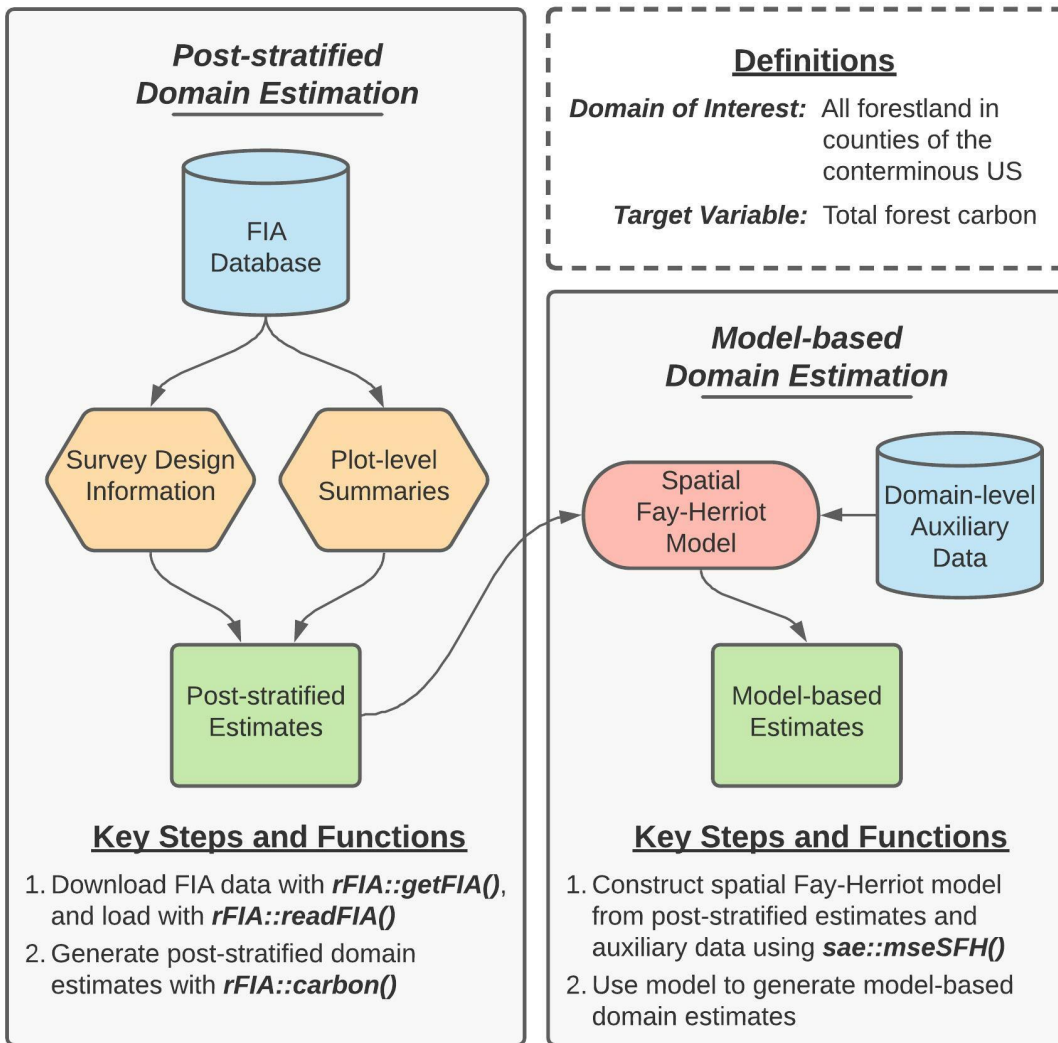 Post-stratified
Domain Estimation
FIA
Database
Survey Design
Information
Plot-level
Summaries
Post-stratified
Estimates
Key Steps and Functions
1. Download FIA data with rFIA::getFIA(),
and load with rFIA::readFIA()
2. Generate post-stratified domain
estimates with rFIA::carbon()
Definitions
Domain of Interest: All forestland in
counties of the
conterminous US
Target Variable: Total forest carbon
Model-based
Domain Estimation
Spatial
Fay-Herriot
Model
Domain-level
Auxiliary
Data
Model-based
Estimates
Key Steps and Functions
1. Construct spatial Fay-Herriot model
from post-stratified estimates and
auxiliary data using sae::mseSFH()
2. Use model to generate model-based
domain estimates